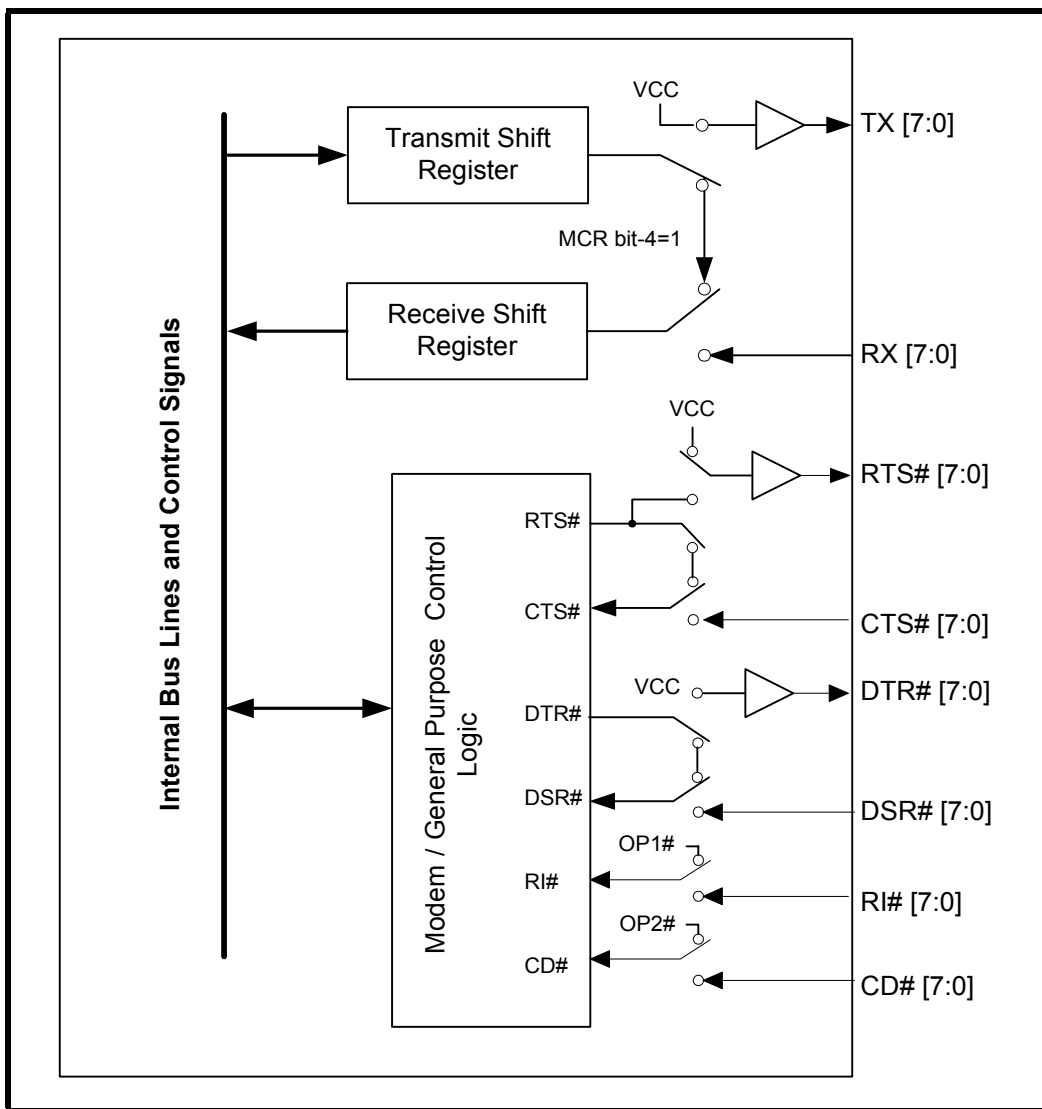 VCC
TX [7:0]
Transmit Shift
Register
MCR bit-4=1
Receive Shift
Register
RX [7:0]
Internal Bus Lines and Control Signals
VCC
RTS# [7:0]
RTS#
CTS#
CTS# [7:0]
Modem / General Purpose Control
Logic
VCC
DTR# [7:0]
DTR#
DSR#
DSR# [7:0]
OP1#
RI#
RI# [7:0]
OP2#
CD#
CD# [7:0]